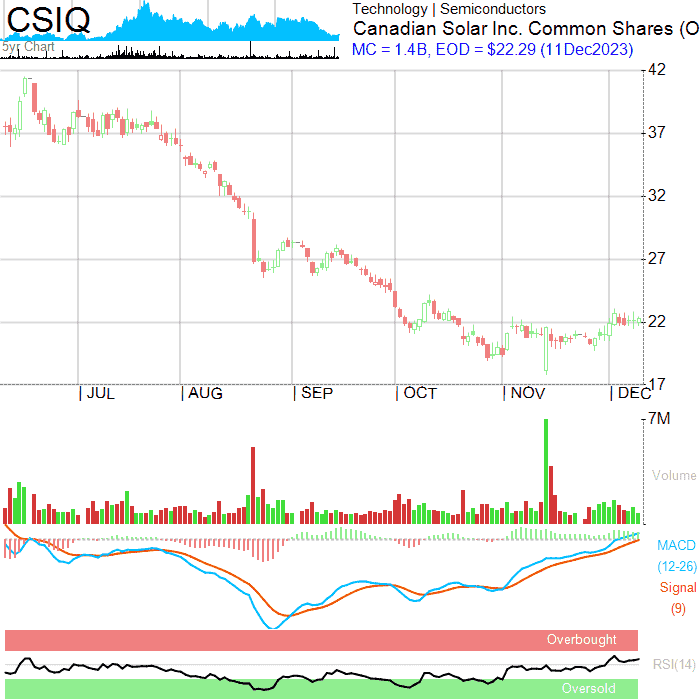 CSIQ
5yr Chart
Technology | Semiconductors
Canadian Solar Inc. Common Shares (O
MC = 1.4B, EOD = $22.29 (11Dec2023)
42
37
32
27
22
17
JUL AUG SEP OCT NOV DEC
7M
Volume
MACD
(12-26)
Signal
(9)
Overbought
RSI(14)
Oversold